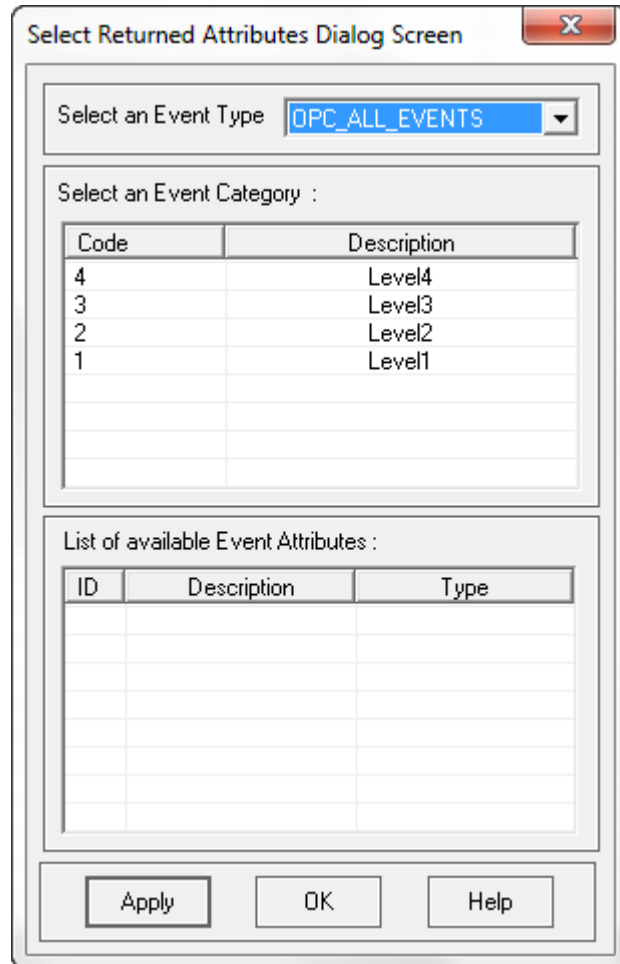 Select Returned Attributes Dialog Screen
Select an Event Type OPC_ALL_EVENTS
Select an Event Category :
Code Description
4 Level4
3 Level3
2 Level2
1 Level1
List of available Event Attributes :
ID Description Type
Apply OK Help